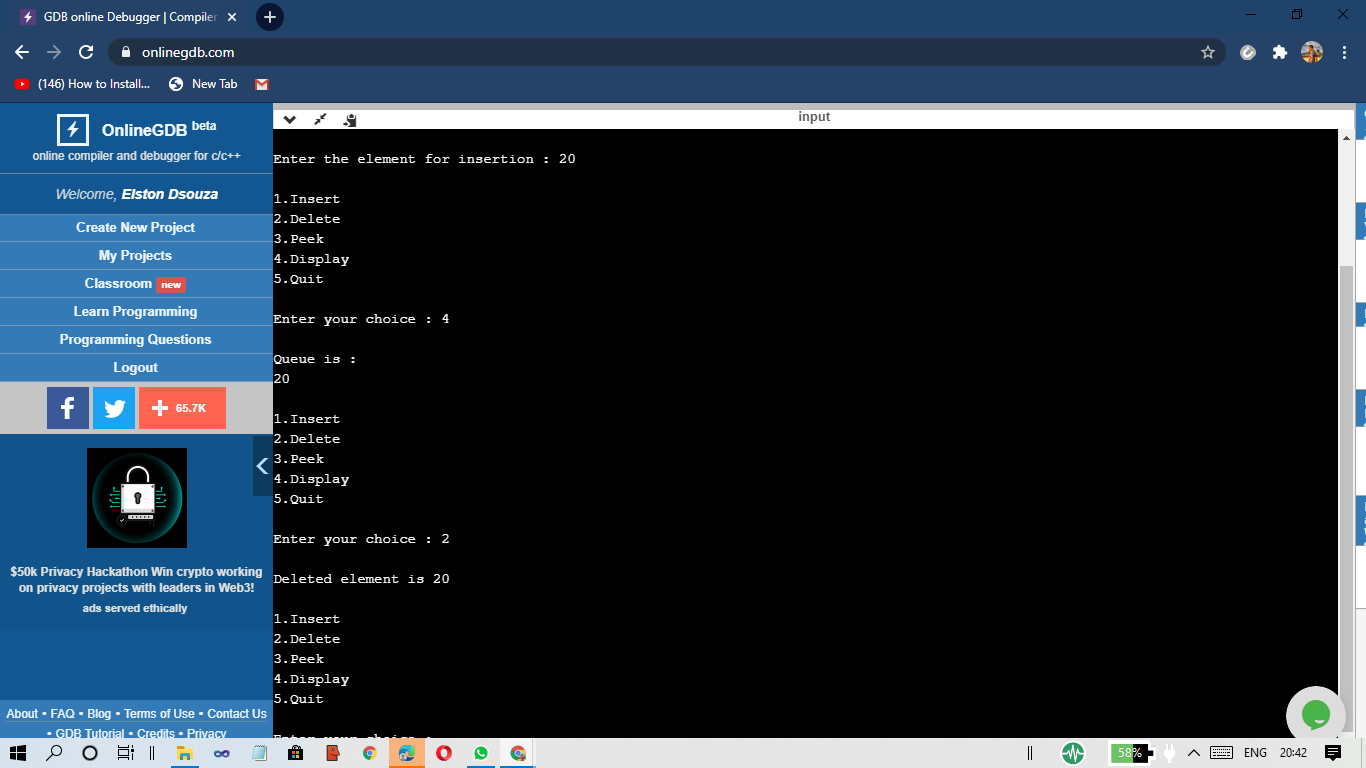 GDB online Debugger | Compiler
onlinegdb.com
(146) How to Install...
New Tab
OnlineGDB beta
online compiler and debugger for c/c++
Welcome, Elston Dsouza
Create New Project
My Projects
Classroom new
Learn Programming
Programming Questions
Logout
65.7K
$50k Privacy Hackathon Win crypto working
on privacy projects with leaders in Web3!
ads served ethically
About • FAQ • Blog • Terms of Use • Contact Us
• GDB Tutorial • Credits • Privacy
input
Enter the element for insertion : 20
1.Insert
2.Delete
3.Peek
4.Display
5.Quit
Enter your choice : 4
Queue is :
20
1.Insert
2.Delete
3.Peek
4.Display
5.Quit
Enter your choice : 2
Deleted element is 20
1.Insert
2.Delete
3.Peek
4.Display
5.Quit
Enter your choice :
58%
ENG
20:42